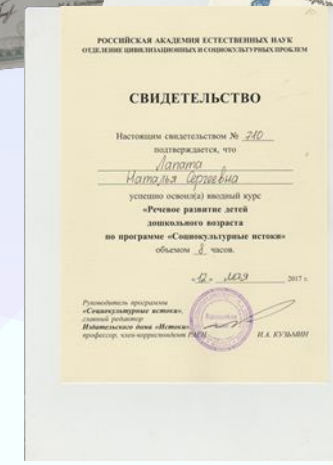 РОССИЙСКАЯ АКАДЕМИЯ ЕСТЕСТВЕННЫХ НАУК
ОТДЕЛЕНИЕ ЦИВИЛИЗАЦИОННЫХ И СОЦИОКУЛЬТУРНЫХ ПРОБЛЕМ
СВИДЕТЕЛЬСТВО
Настоящим свидетельством № 210
подтверждается, что
Лапата
Наталья Сергеевна
успешно освоил(а) вводный курс
«Речевое развитие детей
дошкольного возраста
по программе «Социокультурные истоки»
объемом 8 часов.
«12» мая 2017 г.
Руководитель программы
«Социокультурные истоки»,
главный редактор
Издательского дома «Истоки»
профессор, член-корреспондент РАЕН
И.А. КУЗЬМИН